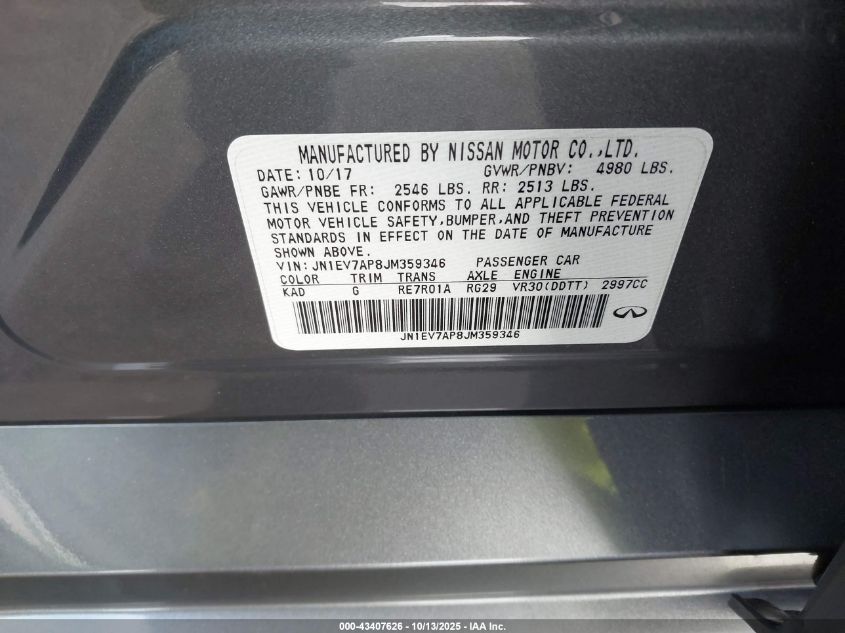 MANUFACTURED BY NISSAN MOTOR CO.,LTD.
DATE: 10/17 GVWR/PNBV: 4980 LBS.
GAWR/PNBE FR: 2546 LBS. RR: 2513 LBS.
THIS VEHICLE CONFORMS TO ALL APPLICABLE FEDERAL
MOTOR VEHICLE SAFETY,BUMPER,AND THEFT PREVENTION
STANDARDS IN EFFECT ON THE DATE OF MANUFACTURE
SHOWN ABOVE.
VIN: JN1EV7AP8JM359346 PASSENGER CAR
COLOR TRIM TRANS AXLE ENGINE
KAD G RE7R01A RG29 VR30(DDTT) 2997CC
JN1EV7AP8JM359346
000-43407626 - 10/13/2025 - IAA Inc.